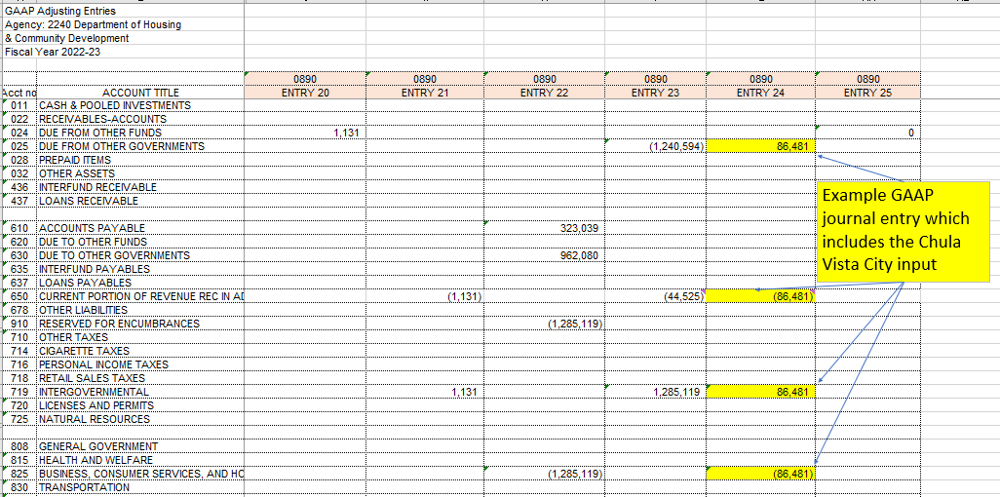 GAAP Adjusting Entries
Agency: 2240 Department of Housing
& Community Development
Fiscal Year 2022-23
0890 0890 0890 0890 0890 0890
Acct no ACCOUNT TITLE ENTRY 20 ENTRY 21 ENTRY 22 ENTRY 23 ENTRY 24 ENTRY 25
011 CASH & POOLED INVESTMENTS
022 RECEIVABLES-ACCOUNTS
024 DUE FROM OTHER FUNDS 1,131 0
025 DUE FROM OTHER GOVERNMENTS (1,240,594) 86,481
028 PREPAID ITEMS
032 OTHER ASSETS
436 INTERFUND RECEIVABLE
437 LOANS RECEIVABLE
Example GAAP
journal entry which
includes the Chula
Vista City input
610 ACCOUNTS PAYABLE 323,039
620 DUE TO OTHER FUNDS
630 DUE TO OTHER GOVERNMENTS 962,080
635 INTERFUND PAYABLES
637 LOANS PAYABLES
650 CURRENT PORTION OF REVENUE REC IN AD (1,131) (44,525) (86,481)
678 OTHER LIABILITIES
910 RESERVED FOR ENCUMBRANCES (1,285,119)
710 OTHER TAXES
714 CIGARETTE TAXES
716 PERSONAL INCOME TAXES
718 RETAIL SALES TAXES
719 INTERGOVERNMENTAL 1,131 1,285,119 86,481
720 LICENSES AND PERMITS
725 NATURAL RESOURCES
808 GENERAL GOVERNMENT
815 HEALTH AND WELFARE
825 BUSINESS, CONSUMER SERVICES, AND HO (1,285,119) (86,481)
830 TRANSPORTATION